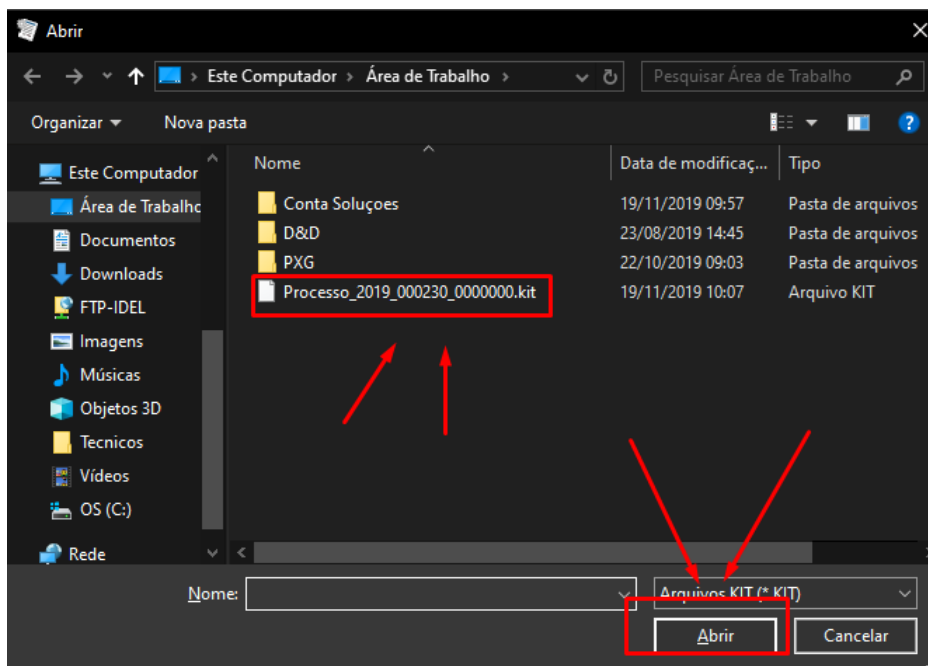 Abrir
Este Computador › Área de Trabalho ›
Pesquisar Área de Trabalho
Organizar
Nova pasta
Este Computador
Área de Trabalhc
Documentos
Downloads
FTP-IDEL
Imagens
Músicas
Objetos 3D
Tecnicos
Vídeos
OS (C:)
Rede
Nome Data de modificaç... Tipo
Conta Soluçoes 19/11/2019 09:57 Pasta de arquivos
D&D 23/08/2019 14:45 Pasta de arquivos
PXG 22/10/2019 09:03 Pasta de arquivos
Processo_2019_000230_0000000.kit 19/11/2019 10:07 Arquivo KIT
Nome:
Arquivos KIT (*.KIT)
Abrir
Cancelar